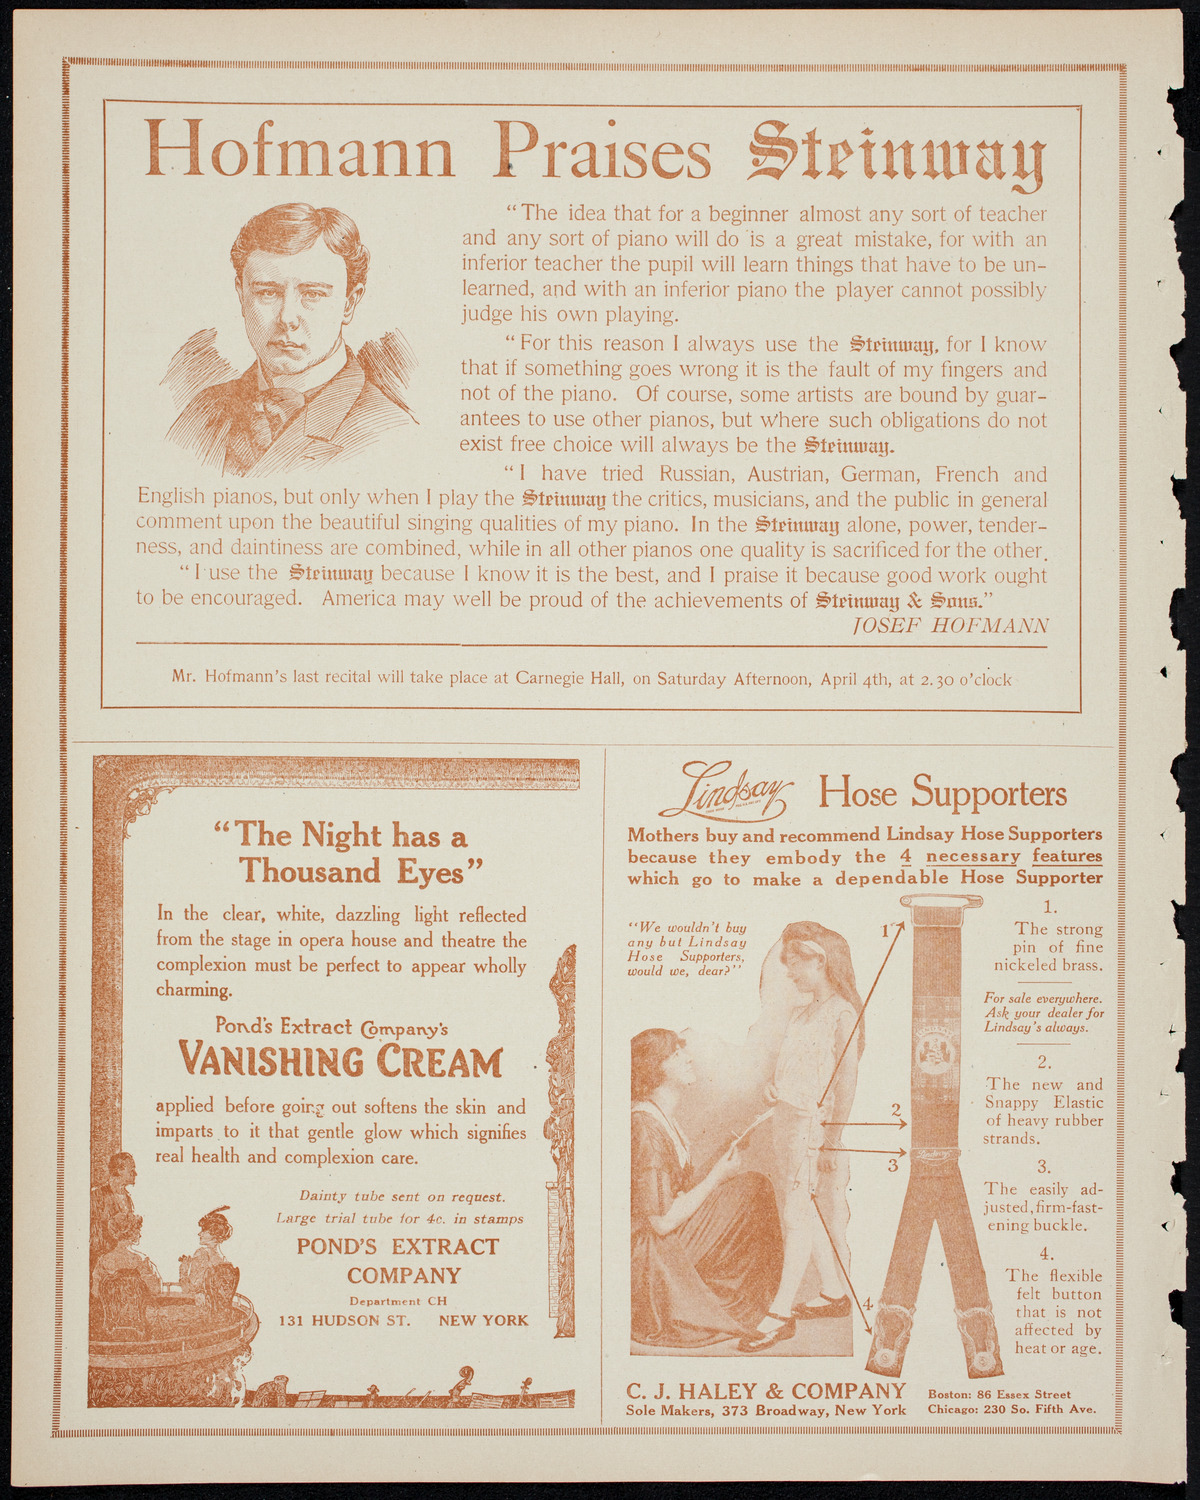 Hofmann Praises Steinway
“The idea that for a beginner almost any sort of teacher
and any sort of piano will do is a great mistake, for with an
inferior teacher the pupil will learn things that have to be un-
learned, and with an inferior piano the player cannot possibly
judge his own playing.
“For this reason I always use the Steinway, for I know
that if something goes wrong it is the fault of my fingers and
not of the piano. Of course, some artists are bound by guar-
antees to use other pianos, but where such obligations do not
exist free choice will always be the Steinway.
“I have tried Russian, Austrian, German, French and
English pianos, but only when I play the Steinway the critics, musicians, and the public in general
comment upon the beautiful singing qualities of my piano. In the Steinway alone, power, tender-
ness, and daintiness are combined, while in all other pianos one quality is sacrificed for the other.
“I use the Steinway because I know it is the best, and I praise it because good work ought
to be encouraged. America may well be proud of the achievements of Steinway & Sons.”
JOSEF HOFMANN
Mr. Hofmann’s last recital will take place at Carnegie Hall, on Saturday Afternoon, April 4th, at 2.30 o’clock
“The Night has a
Thousand Eyes”
In the clear, white, dazzling light reflected
from the stage in opera house and theatre the
complexion must be perfect to appear wholly
charming.
Pond’s Extract Company’s
VANISHING CREAM
applied before going out softens the skin and
imparts to it that gentle glow which signifies
real health and complexion care.
Dainty tube sent on request.
Large trial tube for 4c. in stamps
POND’S EXTRACT
COMPANY
Department CH
131 HUDSON ST. NEW YORK
Lindsay Hose Supporters
Mothers buy and recommend Lindsay Hose Supporters
because they embody the 4 necessary features
which go to make a dependable Hose Supporter
“We wouldn’t buy
any but Lindsay
Hose Supporters,
would we, dear?”
1
2
3
4
1.
The strong
pin of fine
nickeled brass.
For sale everywhere.
Ask your dealer for
Lindsay’s always.
2.
The new and
Snappy Elastic
of heavy rubber
strands.
3.
The easily ad-
justed, firm-fast-
ening buckle.
4.
The flexible
felt button
that is not
affected by
heat or age.
C. J. HALEY & COMPANY
Sole Makers, 373 Broadway, New York
Boston: 86 Essex Street
Chicago: 230 So. Fifth Ave.